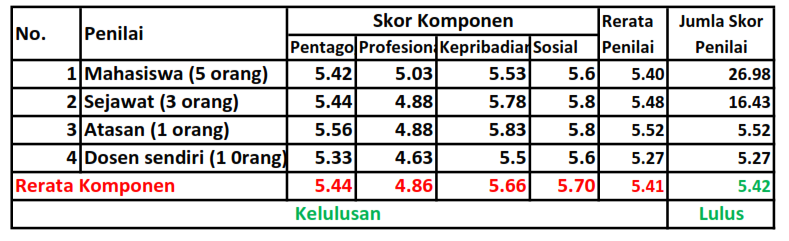 No. Penilai Skor Komponen Rerata Penilai Jumla Skor Penilai
Pentago Profesiona Kepribadian Sosial
1 Mahasiswa (5 orang) 5.42 5.03 5.53 5.6 5.40 26.98
2 Sejawat (3 orang) 5.44 4.88 5.78 5.8 5.48 16.43
3 Atasan (1 orang) 5.56 4.88 5.83 5.8 5.52 5.52
4 Dosen sendiri (1 0rang) 5.33 4.63 5.5 5.6 5.27 5.27
Rerata Komponen 5.44 4.86 5.66 5.70 5.41 5.42
Kelulusan Lulus